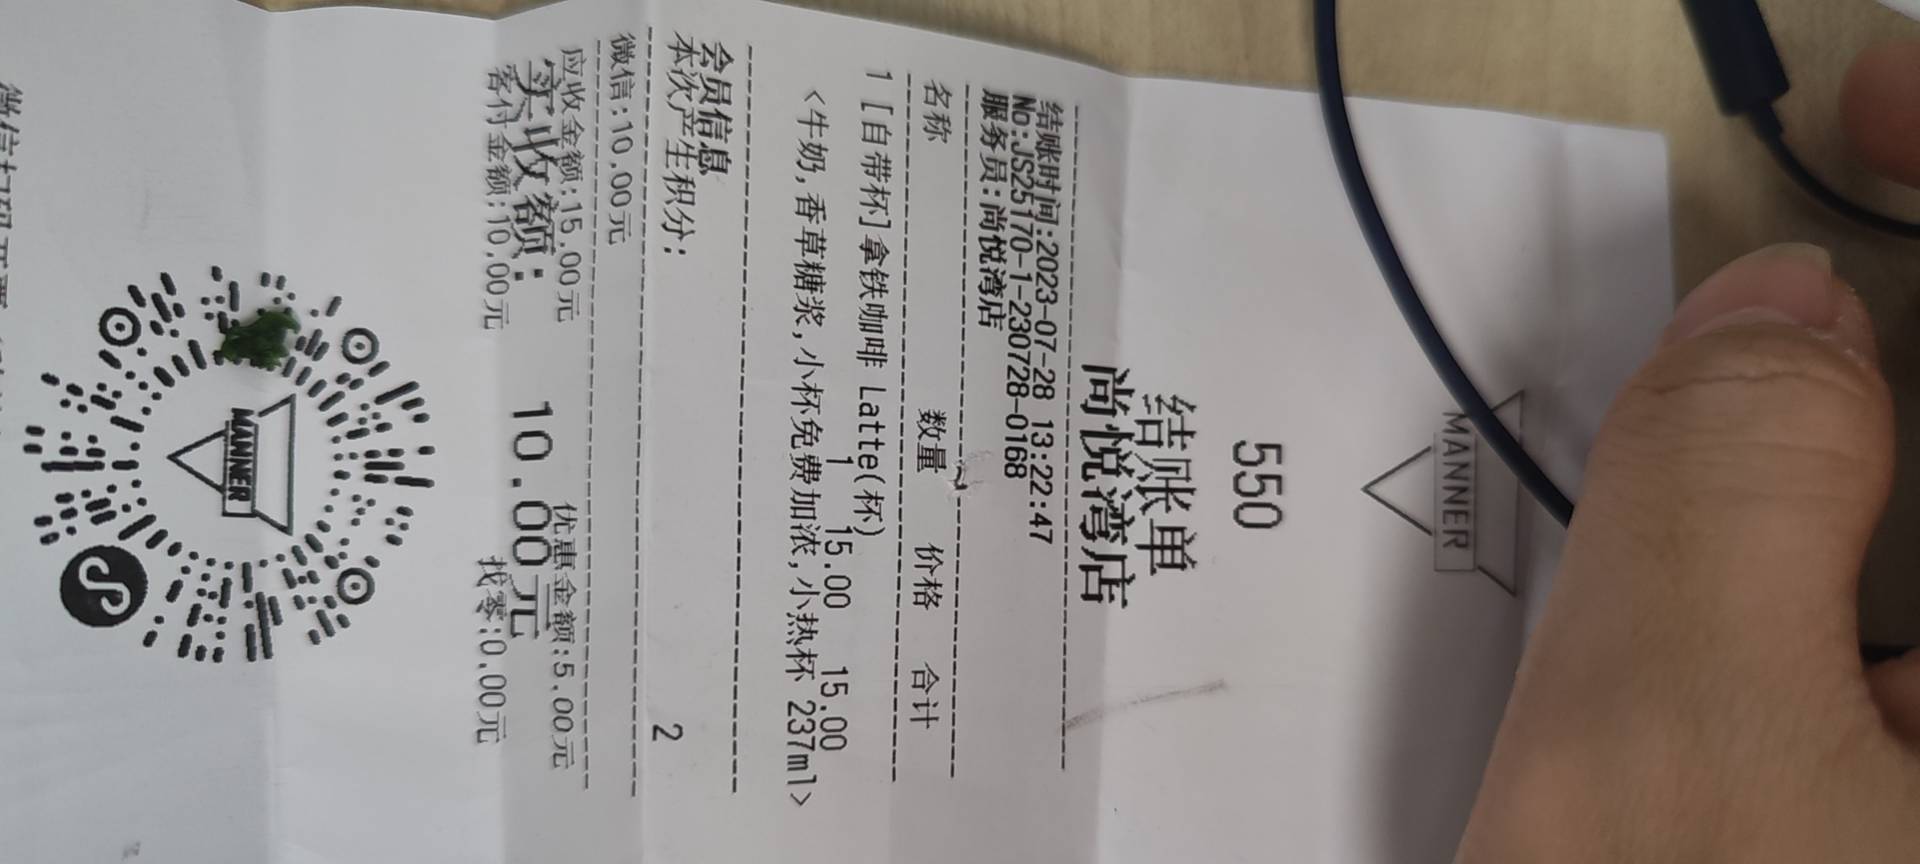 MANNER
550
结账单
尚悦湾店
结账时间:2023-07-28 13:22:47
No:JS25170-1-230728-0168
服务员:尚悦湾店
名称 数量 价格 合计
1 [自带杯]拿铁咖啡 Latte(杯)
1 15.00 15.00
<牛奶,香草糖浆,小杯免费加浓,小热杯 237ml>
会员信息
本次产生积分: 2
微信:10.00元
应收金额:15.00元 优惠金额:5.00元
实收额: 10.00元
客付金额:10.00元 找零:0.00元
MANNER